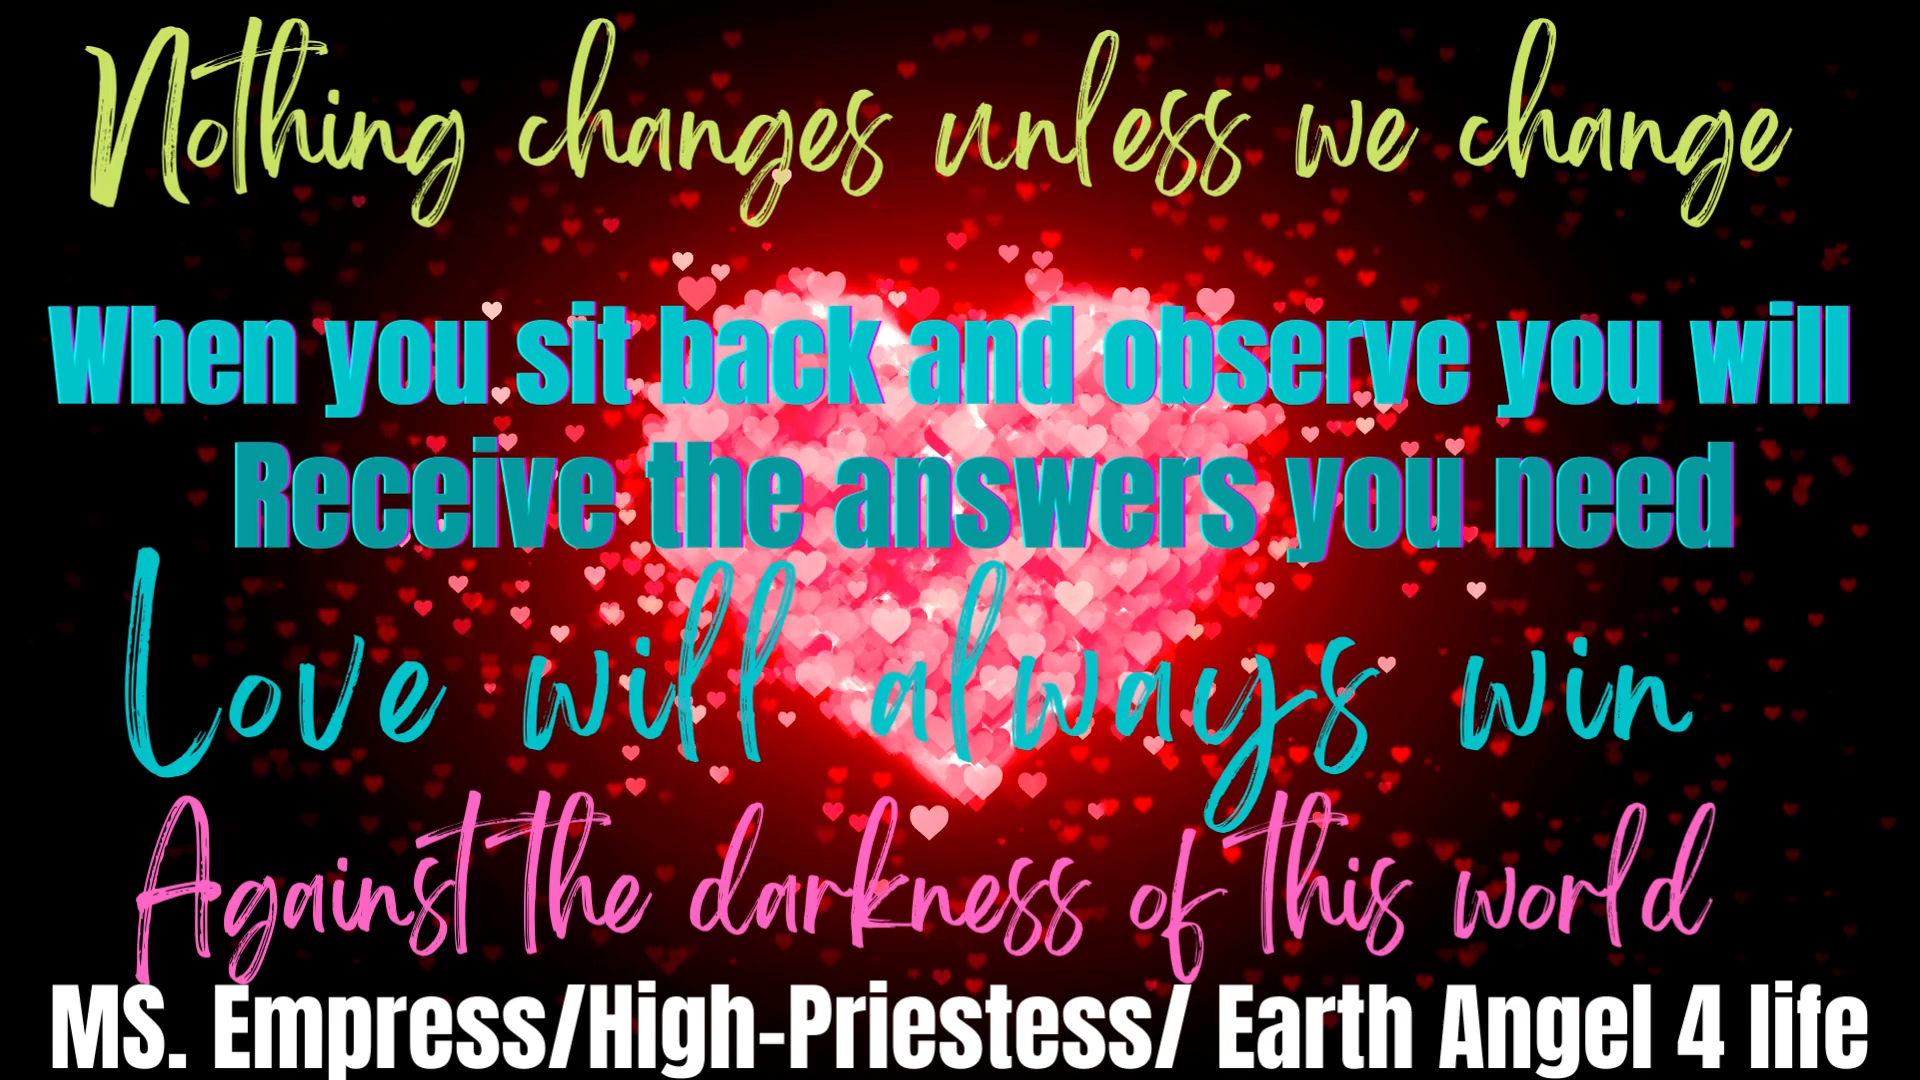 Nothing changes unless we change
When you sit back and observe you will
Receive the answers you need
Love will always win
Against the darkness of this world
MS. Empress/High-Priestess/ Earth Angel 4 life